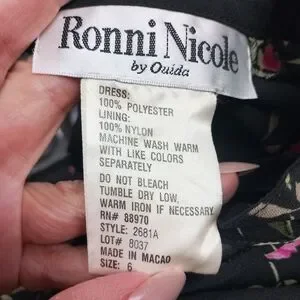 Ronni Nicole
by Ouida
DRESS:
100% POLYESTER
LINING:
100% NYLON
MACHINE WASH WARM
WITH LIKE COLORS
SEPARATELY
DO NOT BLEACH
TUMBLE DRY LOW,
WARM IRON IF NECESSARY
RN# 88970
STYLE: 2681A
LOT# 8037
MADE IN MACAO
SIZE: 6